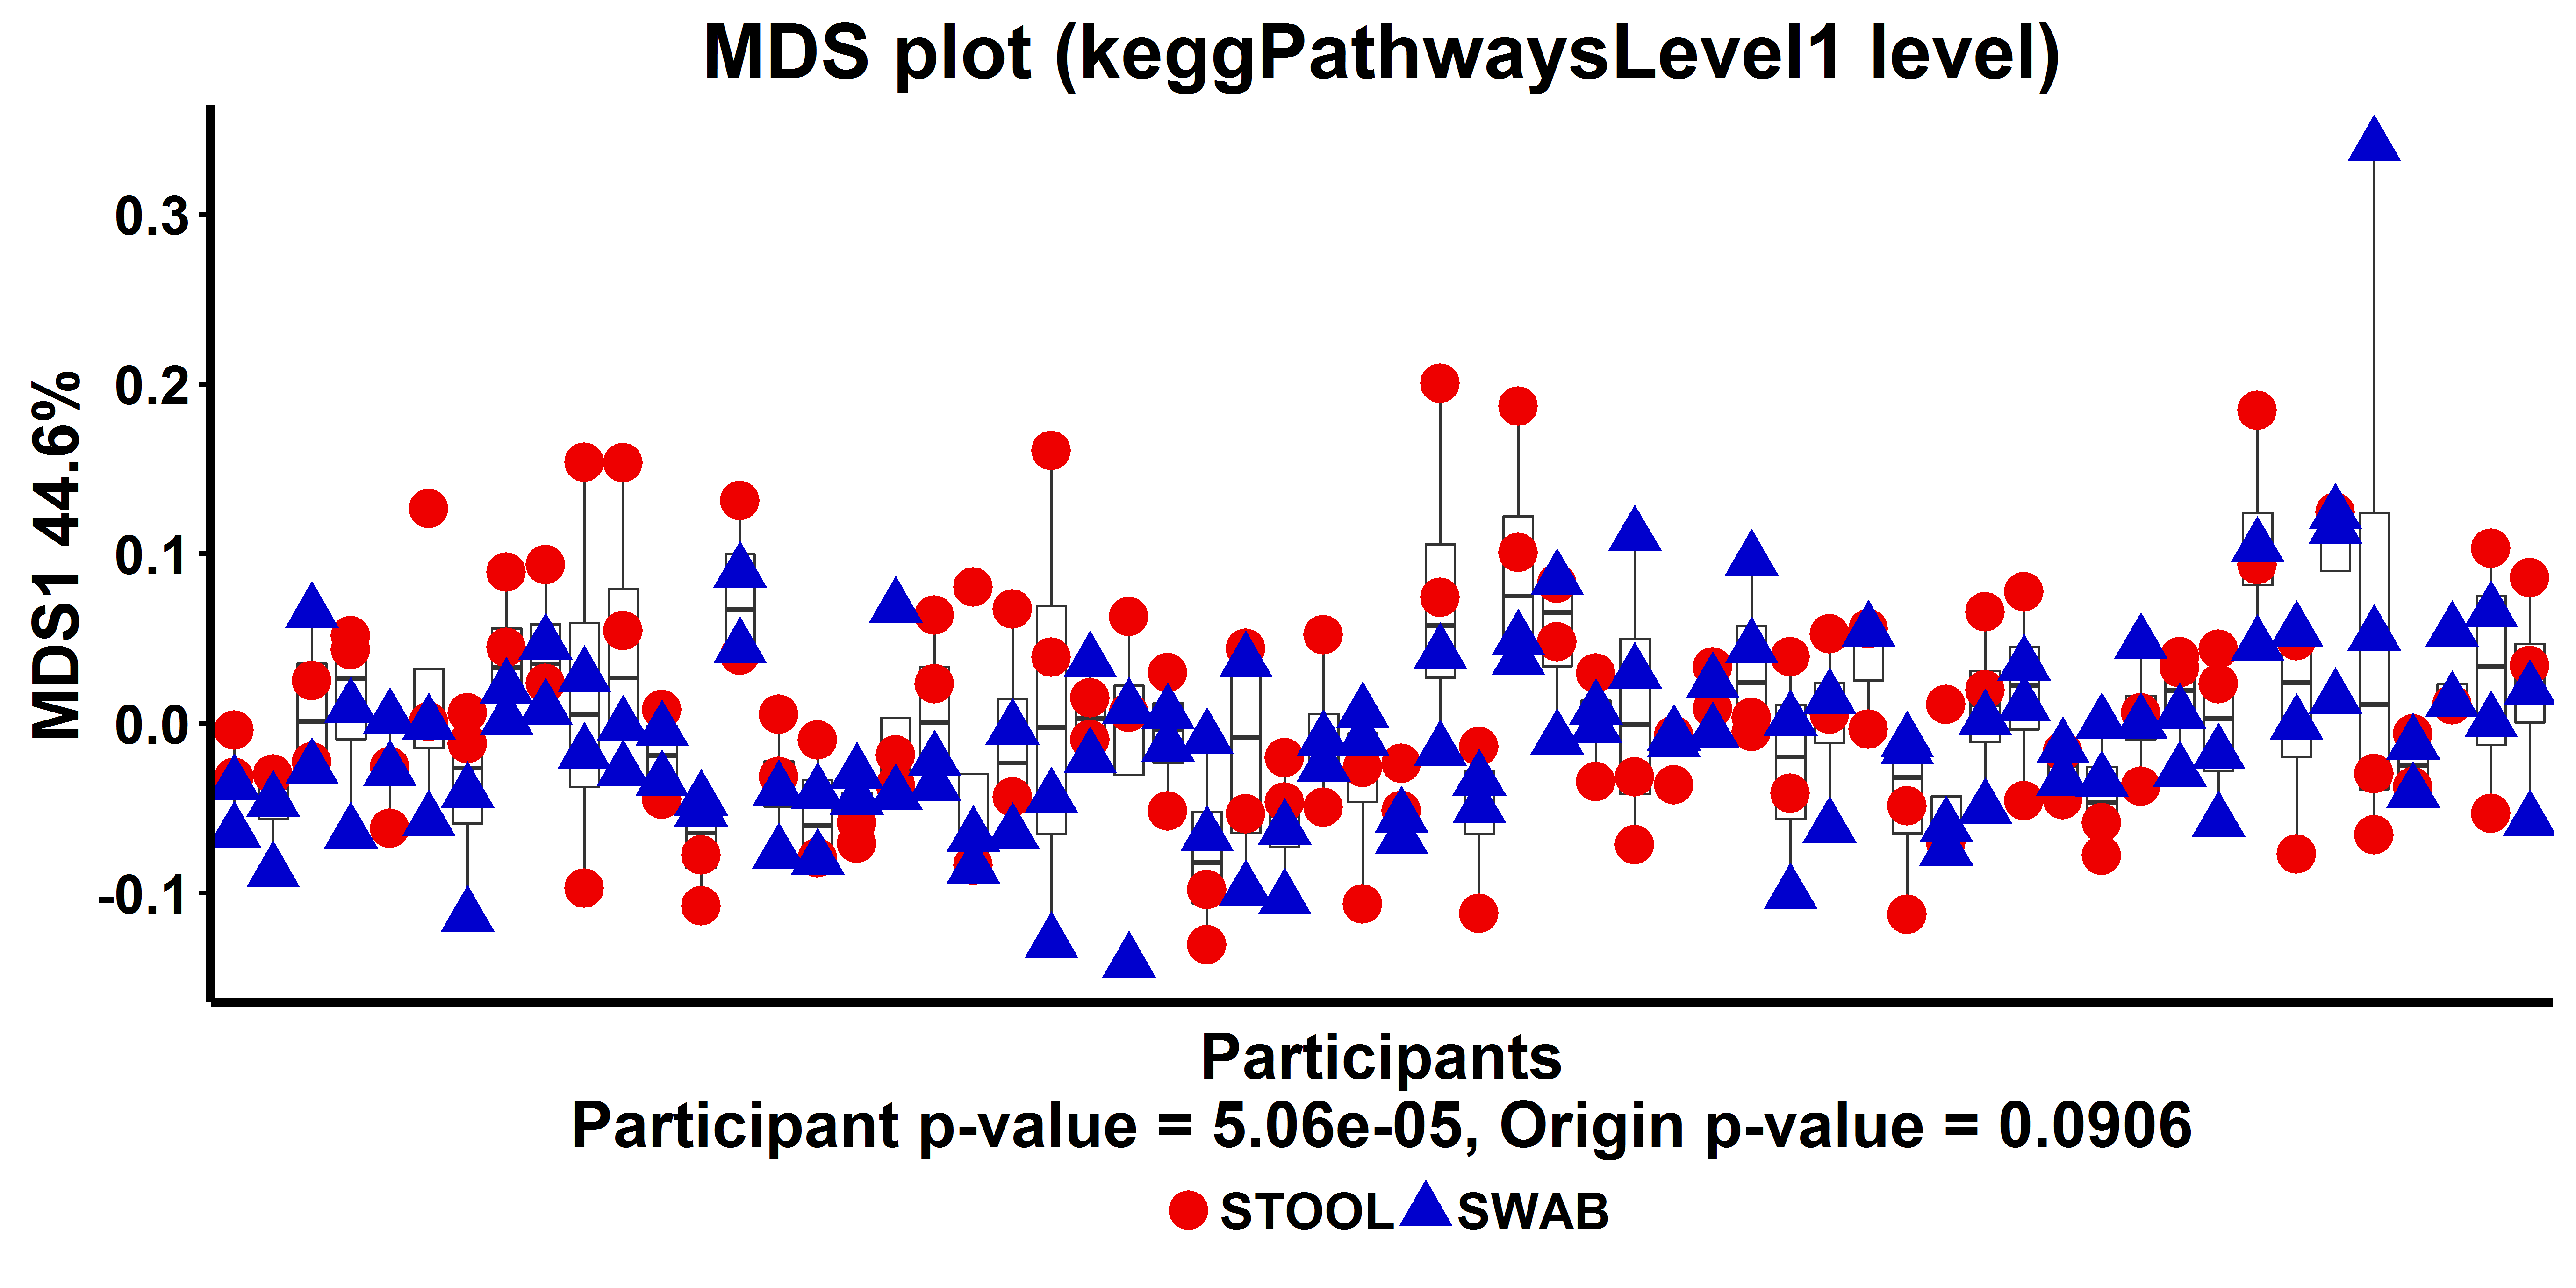 MDS plot (keggPathwaysLevel1 level)
MDS1 44.6%
0.3
0.2
0.1
0.0
-0.1
Participants
Participant p-value = 5.06e-05, Origin p-value = 0.0906
STOOL SWAB